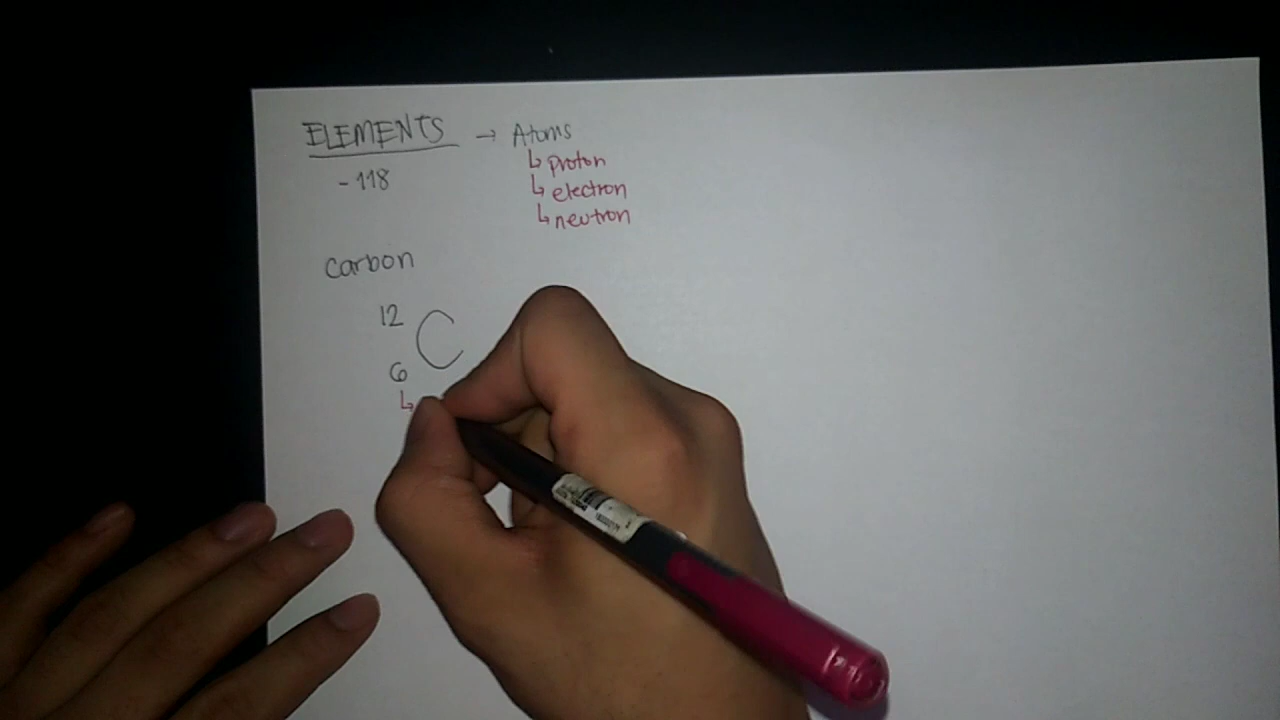 ELEMENTS → Atoms
↳ proton
- 118
↳ electron
↳ neutron
carbon
12
C
6
↳